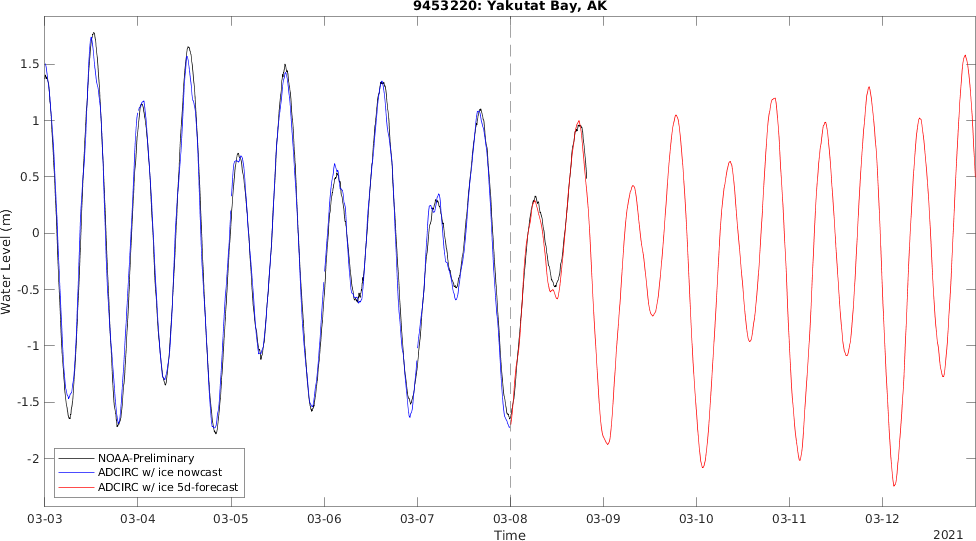 9453220: Yakutat Bay, AK
Water Level (m)
1.5
1
0.5
0
-0.5
-1
-1.5
-2
NOAA-Preliminary
ADCIRC w/ ice nowcast
ADCIRC w/ ice 5d-forecast
03-03 03-04 03-05 03-06 03-07 03-08 03-09 03-10 03-11 03-12
Time
2021